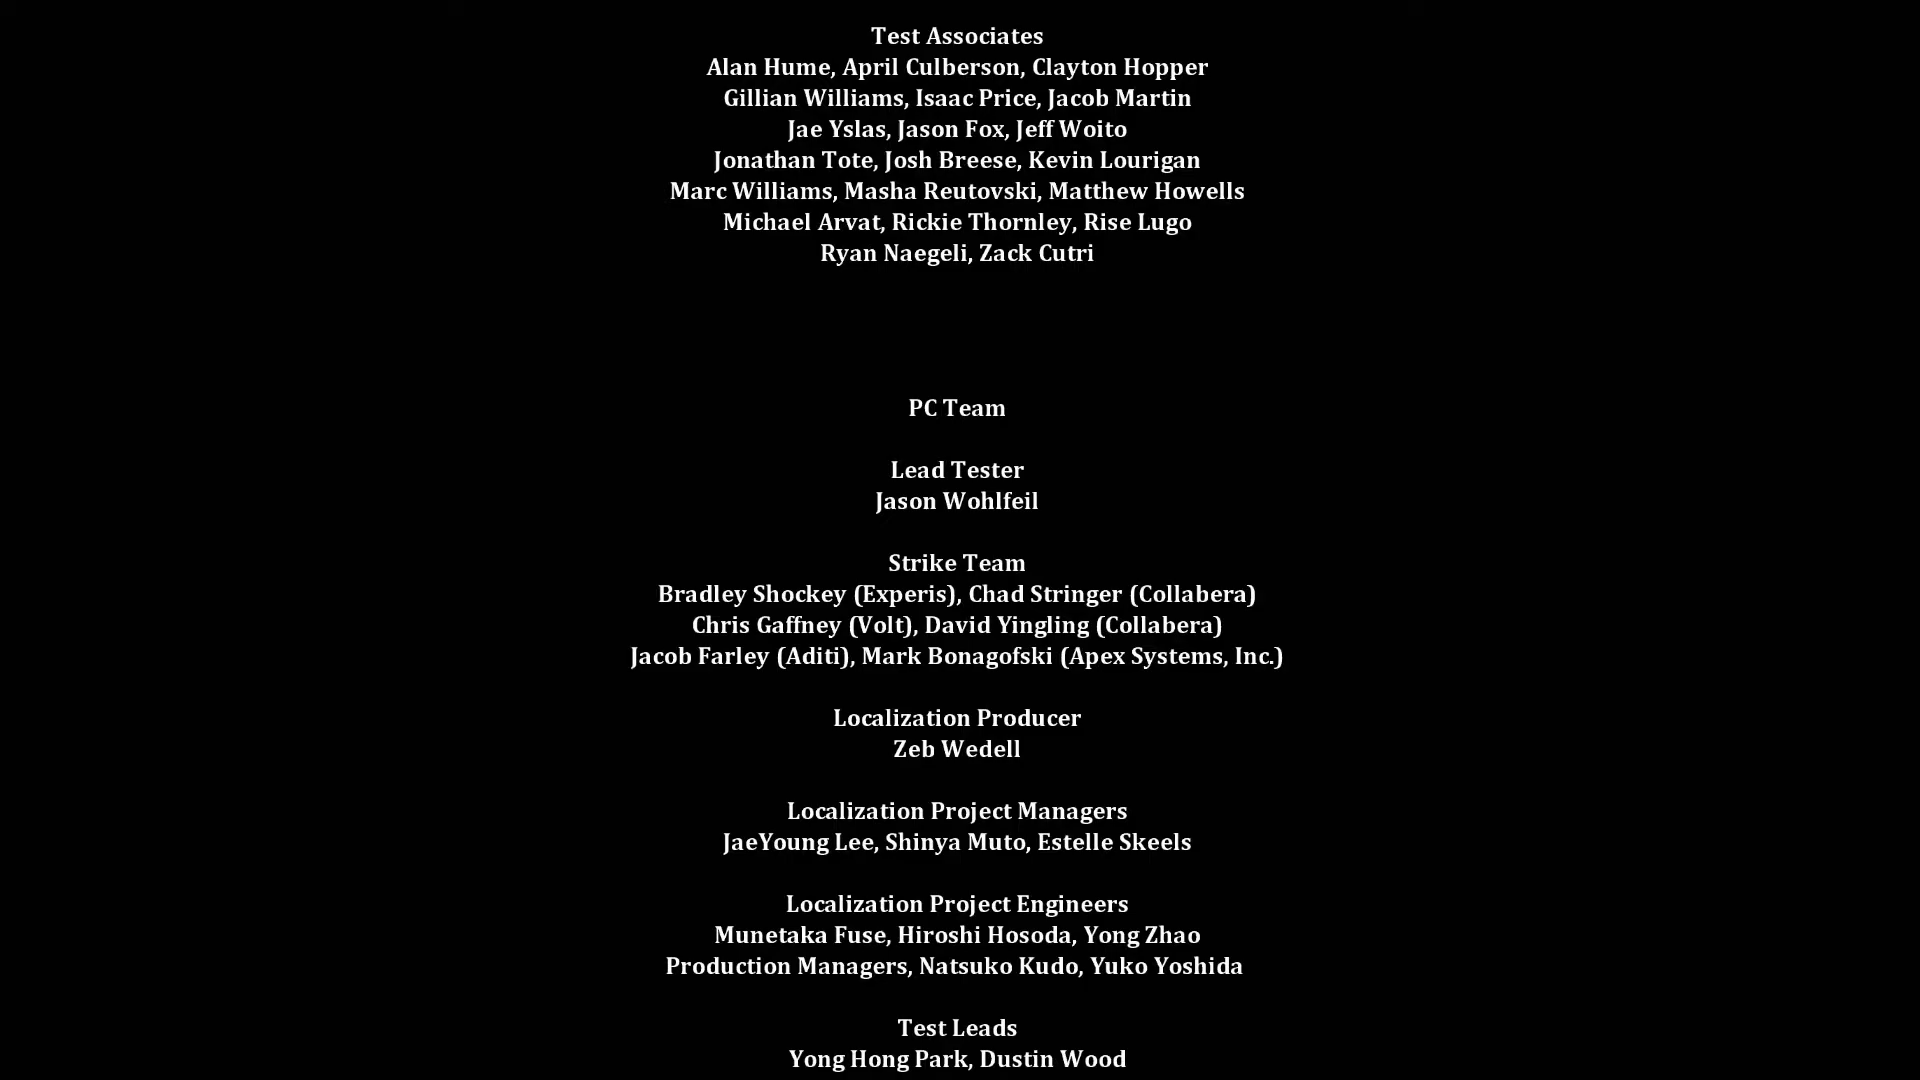 Test Associates
Alan Hume, April Culberson, Clayton Hopper
Gillian Williams, Isaac Price, Jacob Martin
Jae Yslas, Jason Fox, Jeff Woito
Jonathan Tote, Josh Breese, Kevin Lourigan
Marc Williams, Masha Reutovski, Matthew Howells
Michael Arvat, Rickie Thornley, Rise Lugo
Ryan Naegeli, Zack Cutri
PC Team
Lead Tester
Jason Wohlfeil
Strike Team
Bradley Shockey (Experis), Chad Stringer (Collabera)
Chris Gaffney (Volt), David Yingling (Collabera)
Jacob Farley (Aditi), Mark Bonagofski (Apex Systems, Inc.)
Localization Producer
Zeb Wedell
Localization Project Managers
JaeYoung Lee, Shinya Muto, Estelle Skeels
Localization Project Engineers
Munetaka Fuse, Hiroshi Hosoda, Yong Zhao
Production Managers, Natsuko Kudo, Yuko Yoshida
Test Leads
Yong Hong Park, Dustin Wood